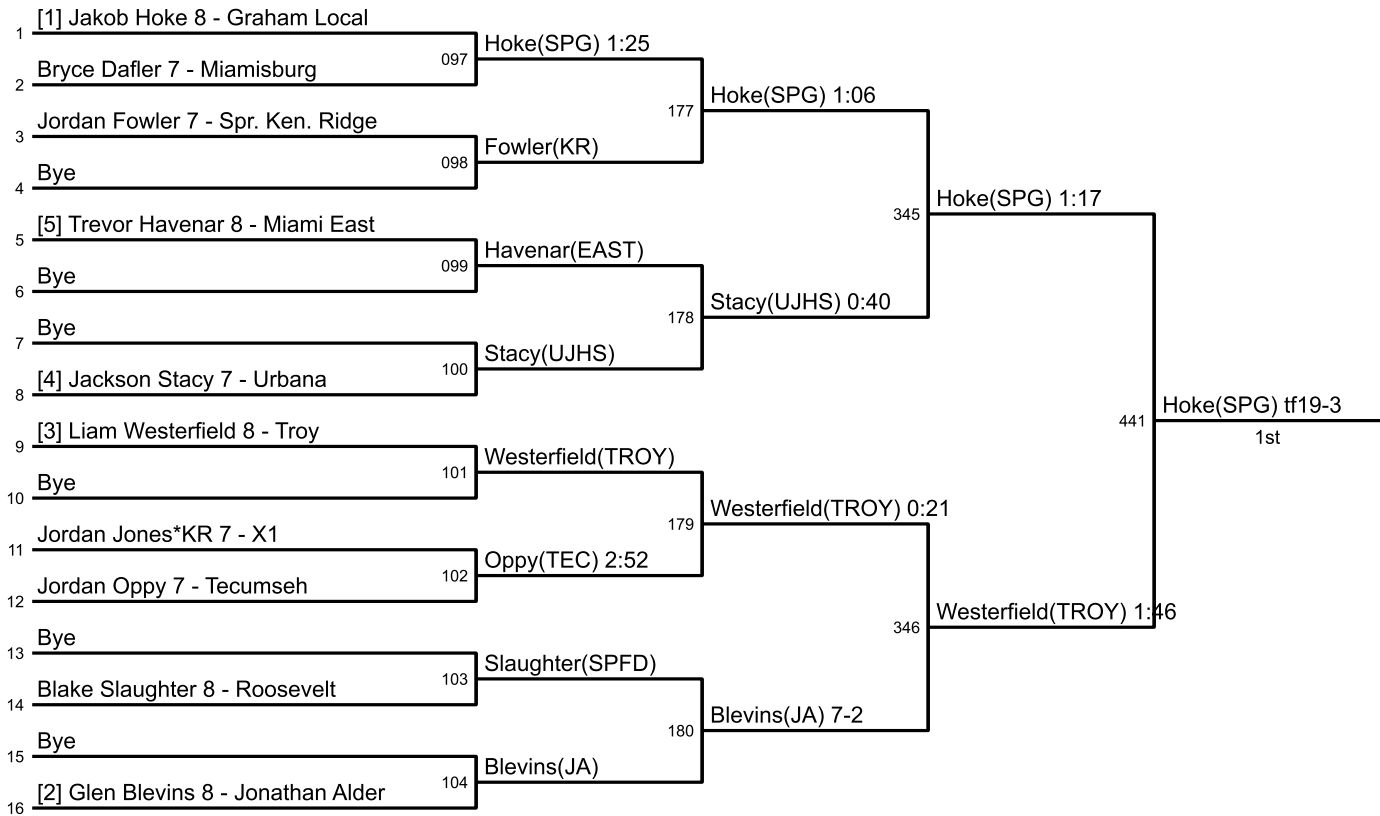 [1] Jakob Hoke 8 - Graham Local
1
Hoke(SPG) 1:25
097
Bryce Dafler 7 - Miamisburg
2
Hoke(SPG) 1:06
177
Jordan Fowler 7 - Spr. Ken. Ridge
3
Fowler(KR)
098
Bye
4
Hoke(SPG) 1:17
345
[5] Trevor Havenar 8 - Miami East
5
Havenar(EAST)
099
Bye
6
Stacy(UJHS) 0:40
178
Bye
7
Stacy(UJHS)
100
[4] Jackson Stacy 7 - Urbana
8
Hoke(SPG) tf19-3
441
1st
[3] Liam Westerfield 8 - Troy
9
Westerfield(TROY)
101
Bye
10
Westerfield(TROY) 0:21
179
Jordan Jones*KR 7 - X1
11
Oppy(TEC) 2:52
102
Jordan Oppy 7 - Tecumseh
12
Westerfield(TROY) 1:46
346
Bye
13
Slaughter(SPFD)
103
Blake Slaughter 8 - Roosevelt
14
Blevins(JA) 7-2
180
Bye
15
Blevins(JA)
104
[2] Glen Blevins 8 - Jonathan Alder
16